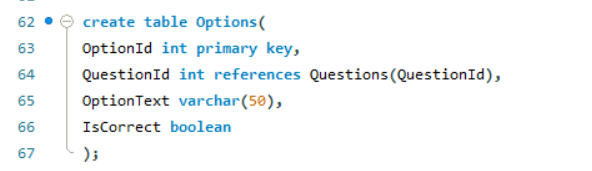 62 create table Options(
63 OptionId int primary key,
64 QuestionId int references Questions(QuestionId),
65 OptionText varchar(50),
66 IsCorrect boolean
67 );